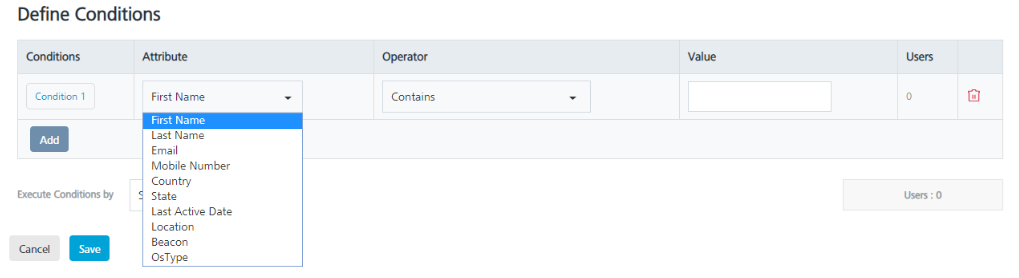 Define Conditions
Conditions Attribute Operator Value Users
Condition 1 First Name Contains 0
First Name
Last Name
Add
Email
Mobile Number
Country
Execute Conditions by S Users : 0
State
Last Active Date
Location
Beacon
Cancel Save
OsType